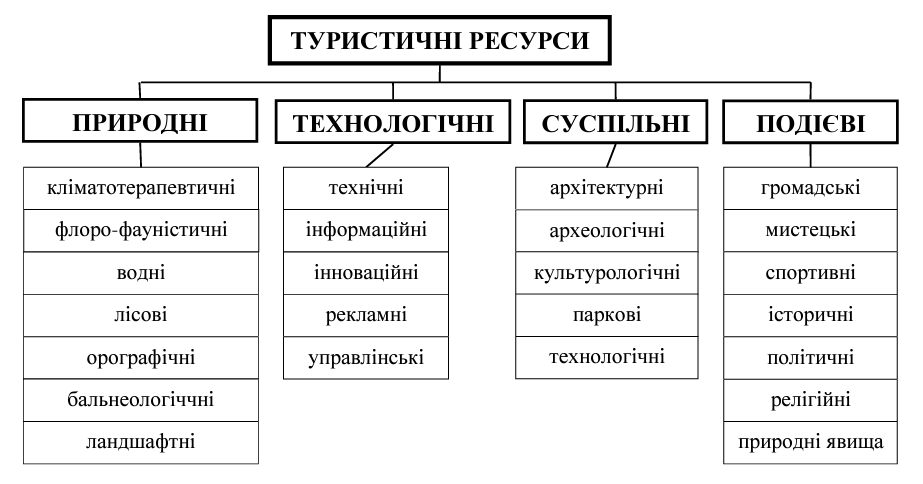 ТУРИСТИЧНІ РЕСУРСИ
ПРИРОДНІ
кліматотерапевтичні
флоро-фауністичні
водні
лісові
орографічні
бальнеологіччні
ландшафтні
ТЕХНОЛОГІЧНІ
технічні
інформаційні
інноваційні
рекламні
управлінські
СУСПІЛЬНІ
архітектурні
археологічні
культурологічні
паркові
технологічні
ПОДІЄВІ
громадські
мистецькі
спортивні
історичні
політичні
релігійні
природні явища